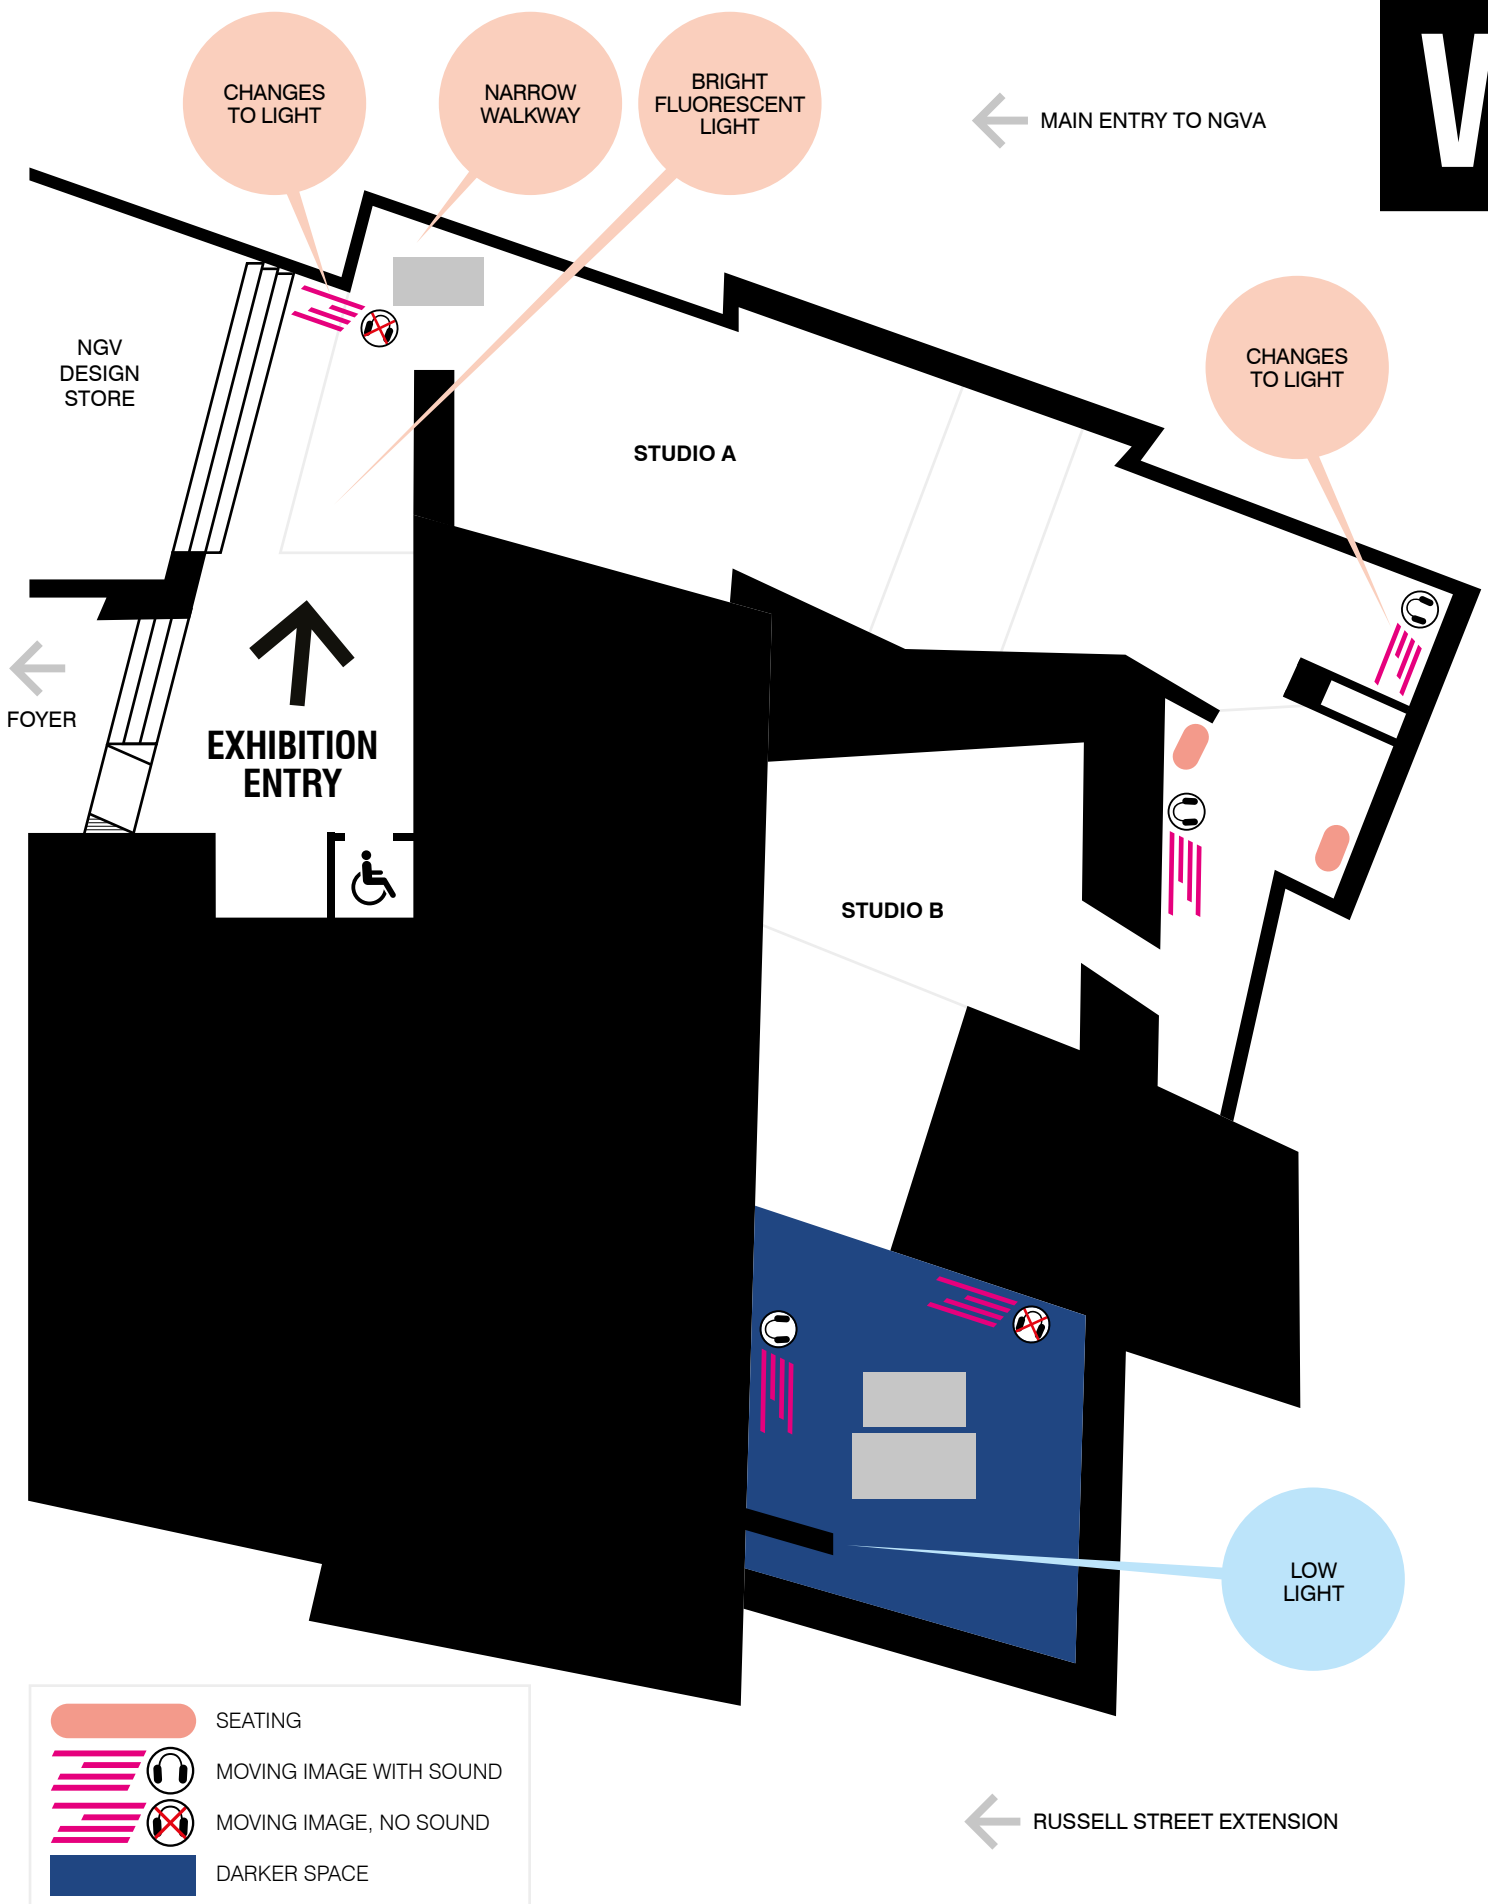 CHANGES
TO LIGHT
NARROW
WALKWAY
BRIGHT
FLUORESCENT
LIGHT
MAIN ENTRY TO NGVA
NGV
DESIGN
STORE
CHANGES
TO LIGHT
STUDIO A
FOYER
EXHIBITION
ENTRY
STUDIO B
LOW
LIGHT
SEATING
MOVING IMAGE WITH SOUND
MOVING IMAGE, NO SOUND
DARKER SPACE
RUSSELL STREET EXTENSION